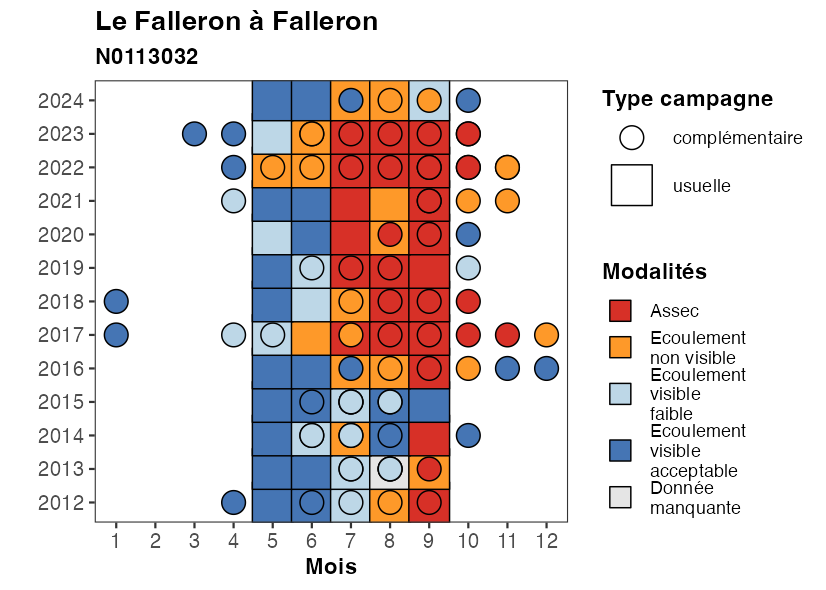 Le Falleron à Falleron
N0113032
2024
2023
2022
2021
2020
2019
2018
2017
2016
2015
2014
2013
2012
1 2 3 4 5 6 7 8 9 10 11 12
Mois
Type campagne
complémentaire
usuelle
Modalités
Assec
Ecoulement
non visible
Ecoulement
visible
faible
Ecoulement
visible
acceptable
Donnée
manquante